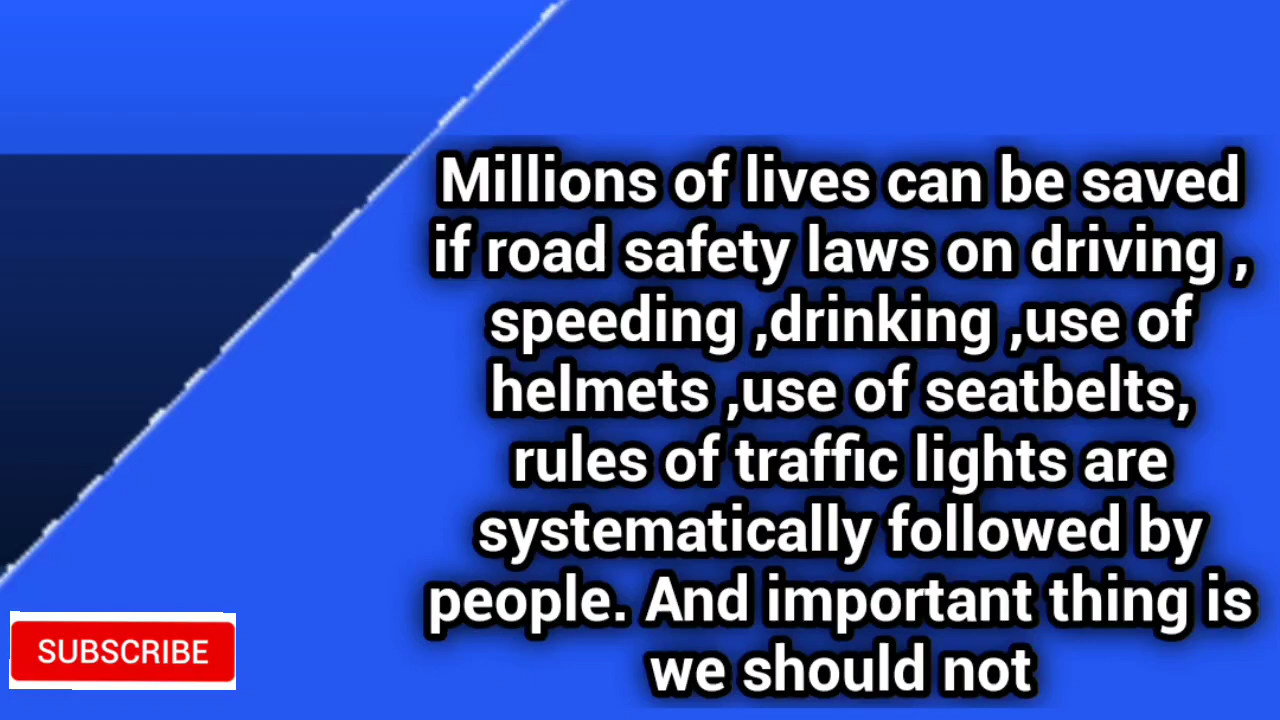 Millions of lives can be saved
if road safety laws on driving ,
speeding ,drinking ,use of
helmets ,use of seatbelts,
rules of traffic lights are
systematically followed by
people. And important thing is
we should not
SUBSCRIBE